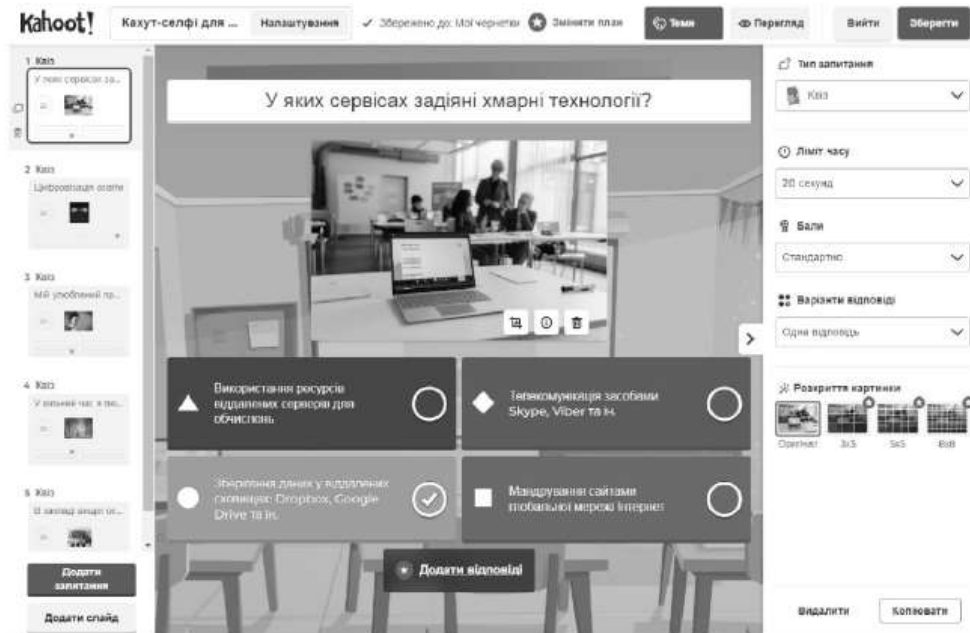 Kahoot!
Кахут-селфі для ...
Налаштування
Збережено до: Мої чернетки
Змінити план
Теми
Перегляд
Вийти
Зберегти
1 Квіз
У яких сервісах за...
2 Квіз
Цифровізація освіти
3 Квіз
Мій улюблений пр...
4 Квіз
У вільний час я
5 Квіз
В закладі вищої ос...
Додати
запитання
Додати слайд
У яких сервісах задіяні хмарні технології?
Використання ресурсів
віддалених серверів для
обчислень
Телекомунікація засобами
Skype, Viber та ін.
Зберігання даних у віддалених
сховищах: Dropbox, Google
Drive та ін.
Мандрування сайтами
глобальної мережі Інтернет
Додати відповіді
Тип запитання
Квіз
Ліміт часу
20 секунд
Бали
Стандартно
Варіанти відповіді
Одна відповідь
Розкриття картинки
Оригінал
3x3
5x5
8x8
Видалити
Копіювати